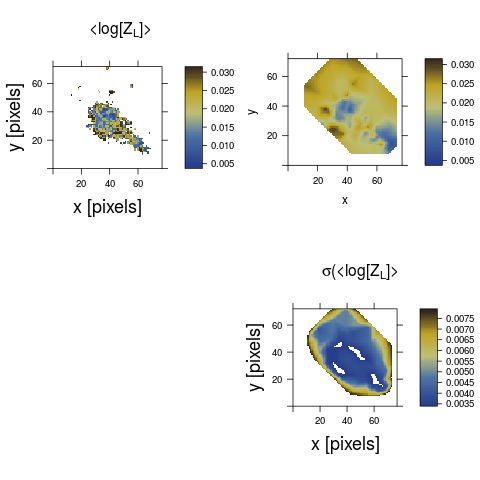 <log[Z_L]>
60
40
20
20 40 60
x [pixels]
y [pixels]
0.030
0.025
0.020
0.015
0.010
0.005
60
40
20
20 40 60
x
y
0.030
0.025
0.020
0.015
0.010
0.005
σ(<log[Z_L]>
60
40
20
20 40 60
x [pixels]
y [pixels]
0.0075
0.0070
0.0065
0.0060
0.0055
0.0050
0.0045
0.0040
0.0035